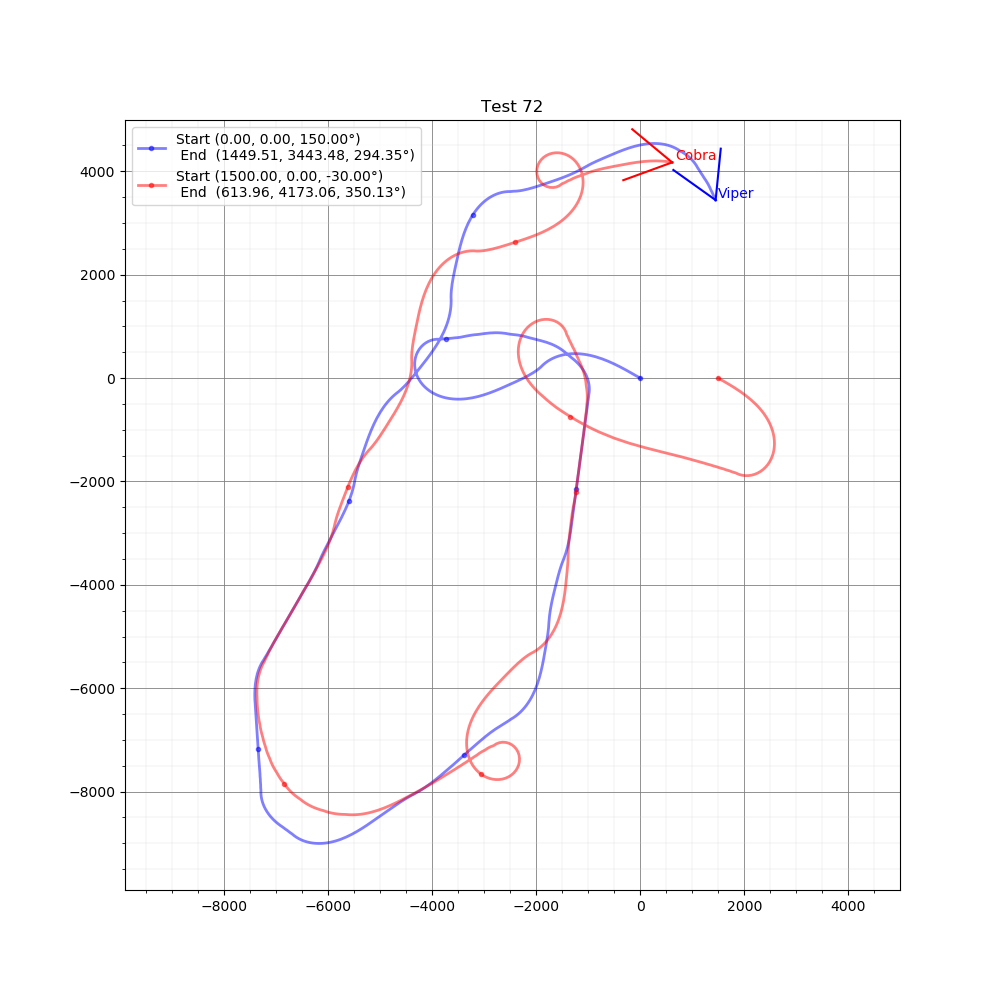 Test 72
Start (0.00, 0.00, 150.00°)
End  (1449.51, 3443.48, 294.35°)
Start (1500.00, 0.00, -30.00°)
End  (613.96, 4173.06, 350.13°)
Cobra
Viper
4000
2000
0
−2000
−4000
−6000
−8000
−8000 −6000 −4000 −2000 0 2000 4000